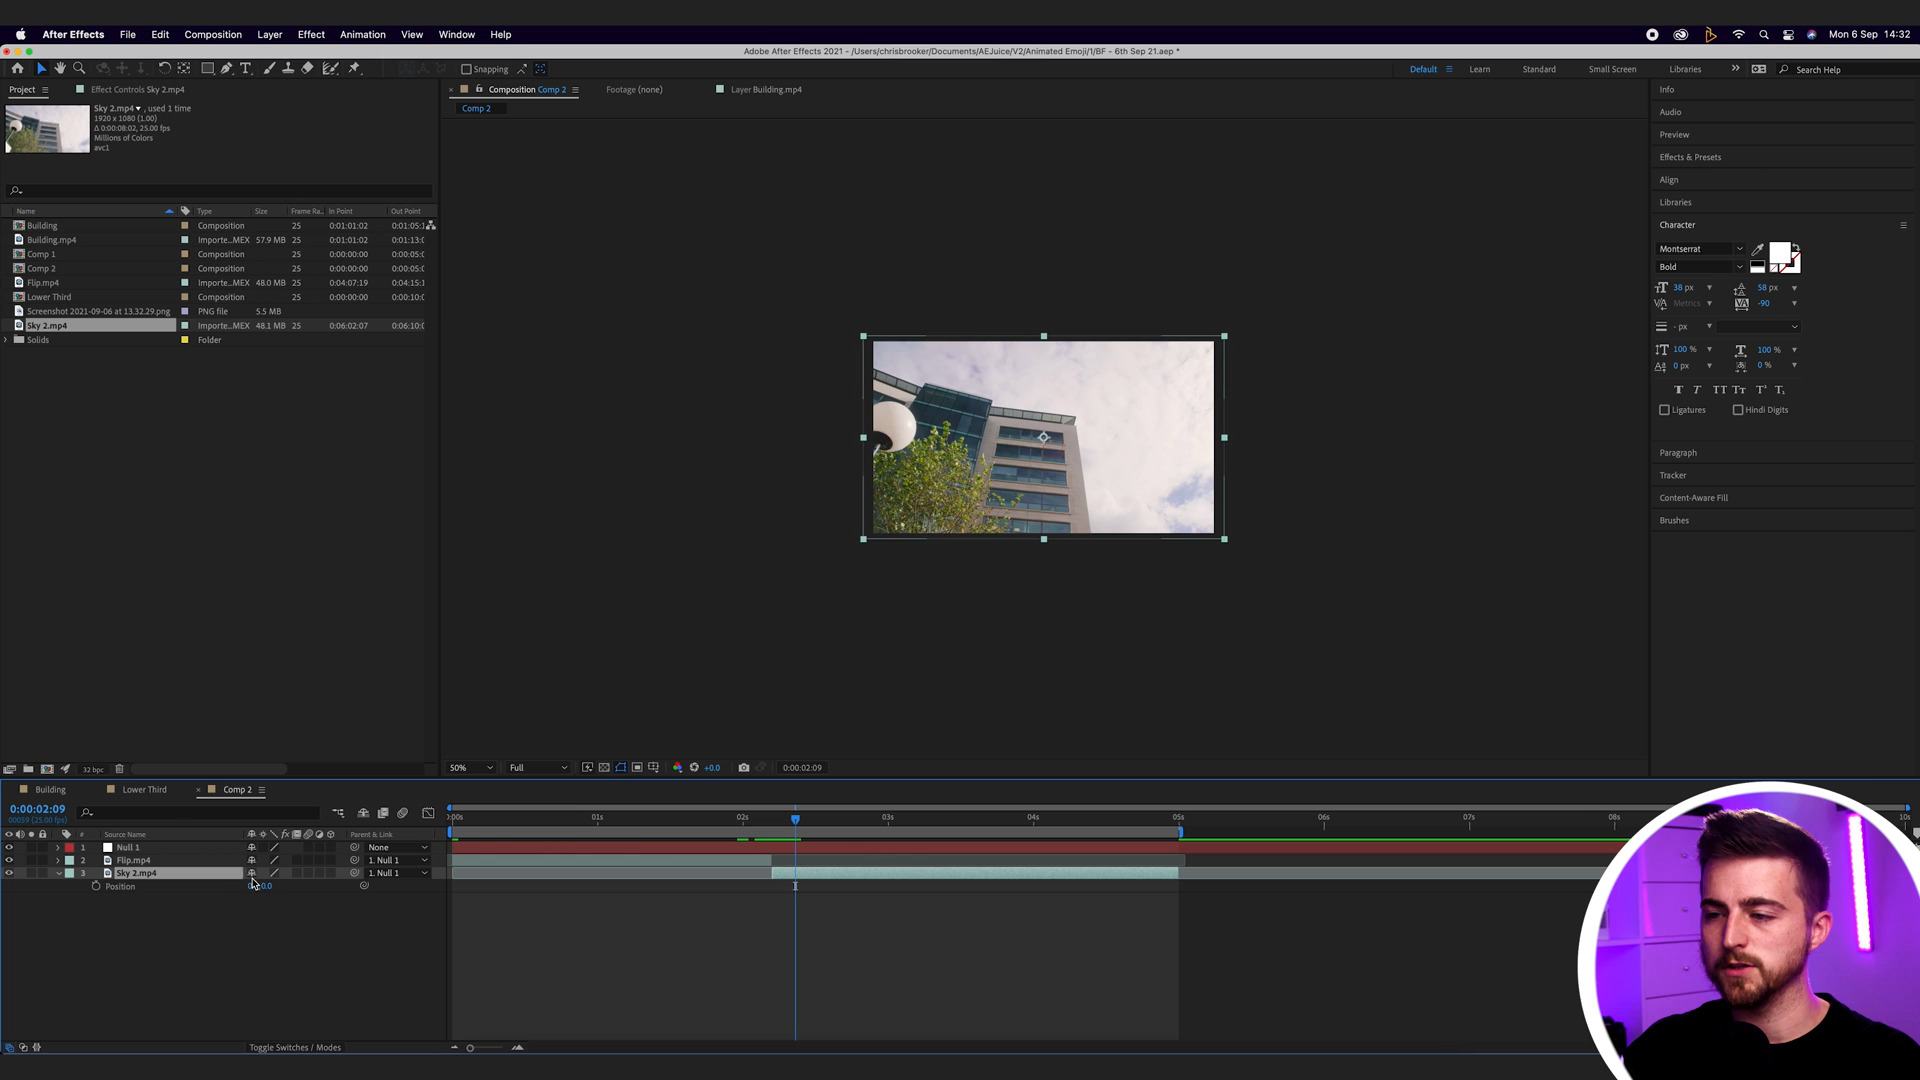 After Effects File Edit Composition Layer Effect Animation View Window Help Mon 6 Sep 14:32
Adobe After Effects 2021 - /Users/chrisbrooker/Documents/AEJuice/V2/Animated Emoji/1/BF - 6th Sep 21.aep *
Snapping Default Learn Standard Small Screen Libraries Search Help
Project Effect Controls Sky 2.mp4 Composition Comp 2 Footage (none) Layer Building.mp4
Comp 2
Sky 2.mp4 , used 1 time
1920 x 1080 (1.00)
Δ 0:00:08:02, 25.00 fps
Millions of Colors
avc1
Name Type Size Frame Ra.. In Point Out Point
Building Composition 25 0:01:01:02 0:01:05:1
Building.mp4 Importe...MEX 57.9 MB 25 0:01:01:02 0:01:13:0
Comp 1 Composition 25 0:00:00:00 0:00:05:0
Comp 2 Composition 25 0:00:00:00 0:00:05:0
Flip.mp4 Importe...MEX 48.0 MB 25 0:04:07:19 0:04:15:1
Lower Third Composition 25 0:00:00:00 0:00:10:0
Screenshot 2021-09-06 at 13.32.29.png PNG file 5.5 MB
Sky 2.mp4 Importe...MEX 48.1 MB 25 0:06:02:07 0:06:10:0
Solids Folder
Info
Audio
Preview
Effects & Presets
Align
Libraries
Character
Montserrat
Bold
38 px 58 px
Metrics -90
- px
100 % 100 %
0 px 0 %
T T TT Tт T¹ T₁
Ligatures Hindi Digits
Paragraph
Tracker
Content-Aware Fill
Brushes
32 bpc 50% Full +0.0 0:00:02:09
Building Lower Third Comp 2
0:00:02:09
00059 (25.00 fps)
:00s 01s 02s 03s 04s 05s 06s 07s 08s 10s
# Source Name fx Parent & Link
1 Null 1 None
2 Flip.mp4 1. Null 1
3 Sky 2.mp4 1. Null 1
Position
Toggle Switches / Modes